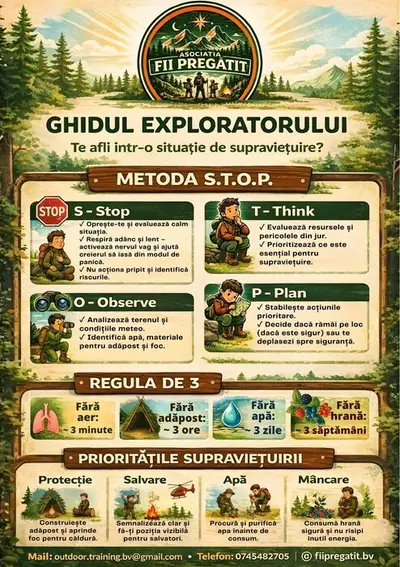 ASOCIATIA
FII PREGATIT
GHIDUL EXPLORATORULUI
Te afli intr-o situație de supraviețuire?
METODA S.T.O.P.
STOP
S - Stop
✓ Oprește-te și evaluează calm
situația.
✓ Respiră adânc și lent –
activează nervul vag și ajută
creierul să iasă din modul de
panică.
✓ Nu acționa pripit și identifică
riscurile.
T - Think
✓ Evaluează resursele și
pericolele din jur.
✓ Prioritizează ce este
esențial pentru
supraviețuire.
O - Observe
✓ Analizează terenul și
condițiile meteo.
✓ Identifică apă, materiale
pentru adăpost și foc.
P - Plan
✓ Stabilește acțiunile
prioritare.
✓ Decide dacă rămâi pe loc
(dacă este sigur) sau te
deplasezi spre siguranță.
REGULA DE 3
Fără
aer:
~ 3 minute
Fără
adăpost:
~ 3 ore
Fără
apă:
~ 3 zile
Fără
hrană:
~ 3 săptămâni
PRIORITĂȚILE SUPRAVIEȚUIRII
Protecție
Construiește
adăpost și aprinde
foc pentru căldură.
Salvare
Semnalizează clar și
fă-ți poziția vizibilă
pentru salvatori.
Apă
Procură și purifică
apa inainte de
consum.
Mâncare
Consumă hrană
sigură și nu risipi
inutil energia.
Mail: outdoor.training.bv@gmail.com • Telefon: 0745482705 | fiipregatit.bv